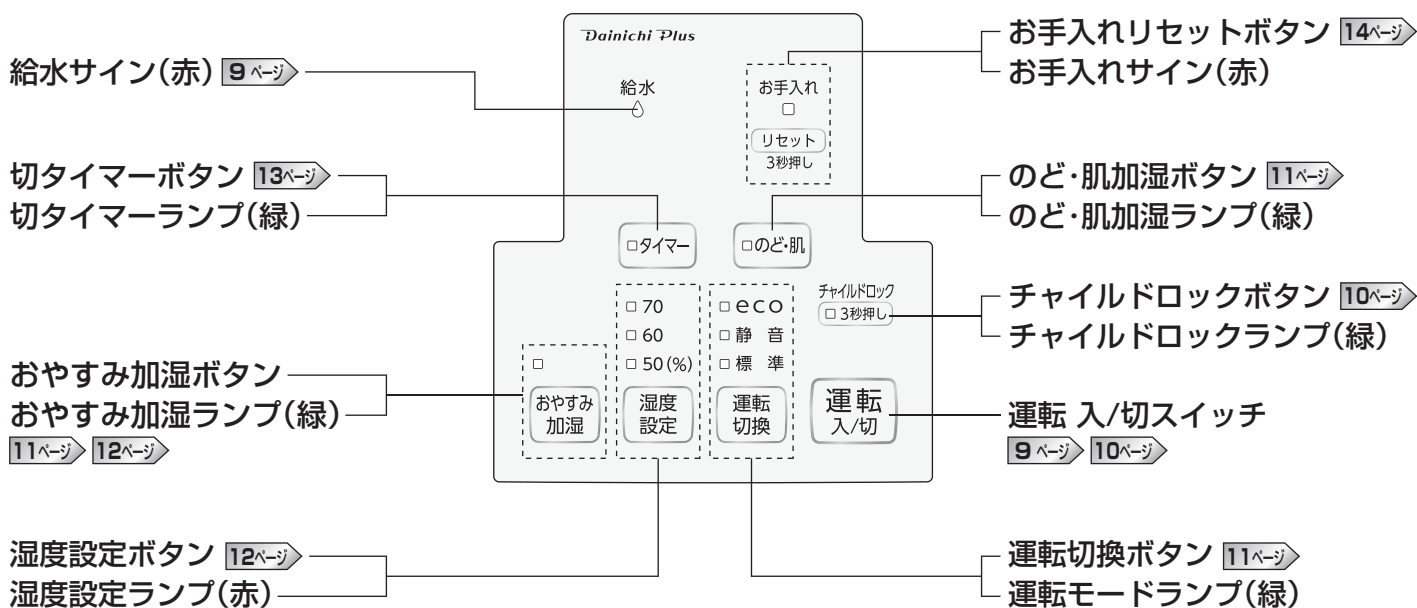 Dainichi Plus
給水サイン(赤) 9ページ
切タイマーボタン 13ページ
切タイマーランプ(緑)
おやすみ加湿ボタン
おやすみ加湿ランプ(緑)
11ページ 12ページ
湿度設定ボタン 12ページ
湿度設定ランプ(赤)
給水
お手入れ
リセット
3秒押し
タイマー
のど・肌
70
60
50(%)
eco
静 音
標 準
チャイルドロック
3秒押し
おやすみ
加湿
湿度
設定
運転
切換
運転
入/切
お手入れリセットボタン 14ページ
お手入れサイン(赤)
のど・肌加湿ボタン 11ページ
のど・肌加湿ランプ(緑)
チャイルドロックボタン 10ページ
チャイルドロックランプ(緑)
運転 入/切スイッチ
9ページ 10ページ
運転切換ボタン 11ページ
運転モードランプ(緑)